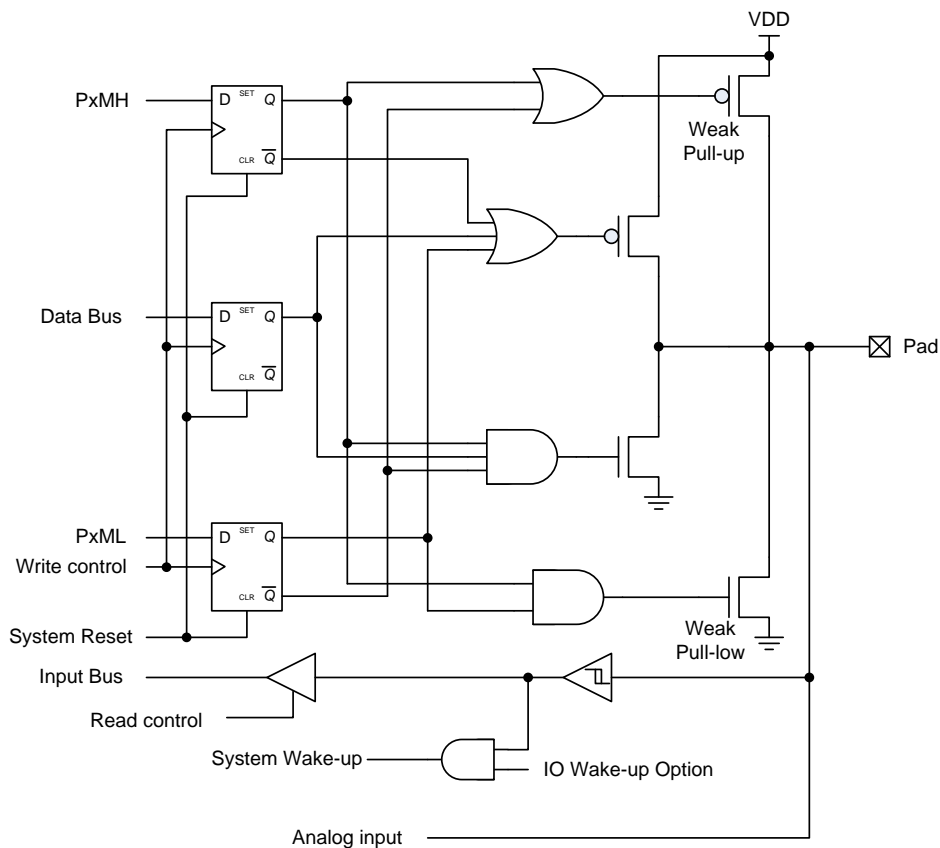 VDD
PxMH
D
SET
Q
CLR
Q
Weak
Pull-up
Data Bus
D
SET
Q
CLR
Q
Pad
PxML
D
SET
Q
Write control
CLR
Q
System Reset
Weak
Pull-low
Input Bus
Read control
System Wake-up
IO Wake-up Option
Analog input